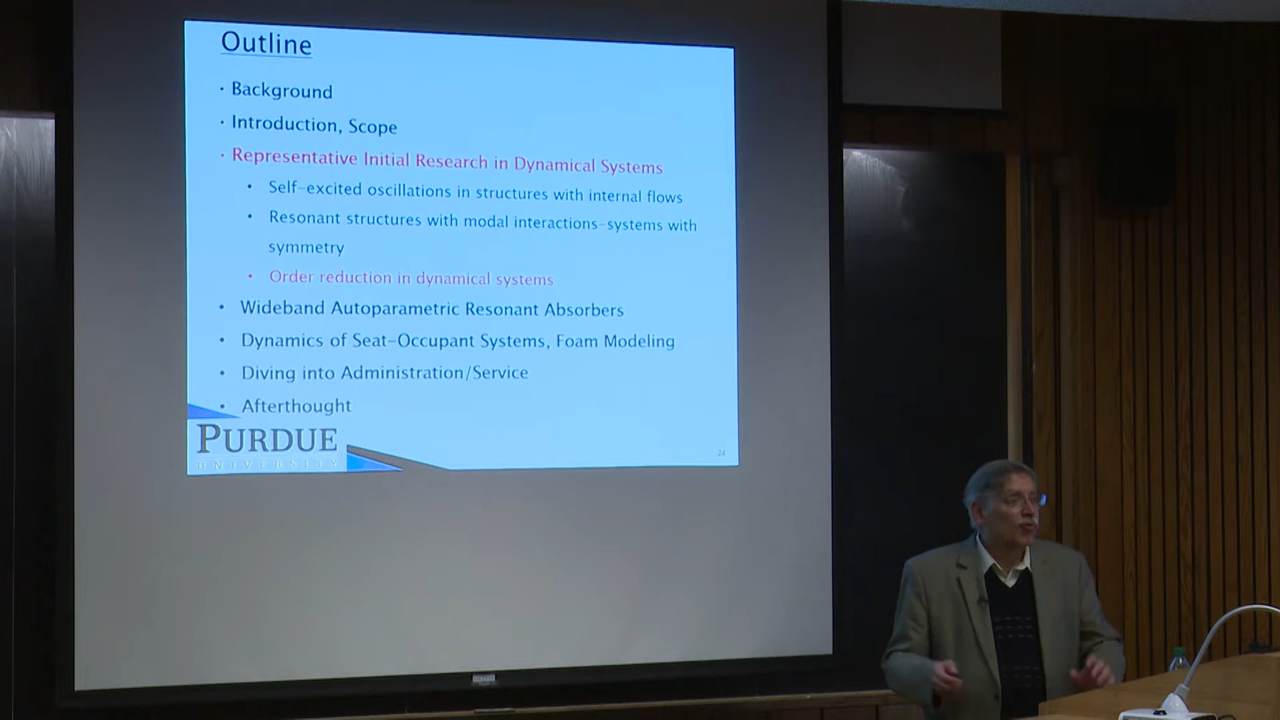 Outline
· Background
· Introduction, Scope
· Representative Initial Research in Dynamical Systems
• Self-excited oscillations in structures with internal flows
• Resonant structures with modal interactions-systems with
symmetry
• Order reduction in dynamical systems
• Wideband Autoparametric Resonant Absorbers
• Dynamics of Seat-Occupant Systems, Foam Modeling
• Diving into Administration/Service
• Afterthought
PURDUE
UNIVERSITY
24